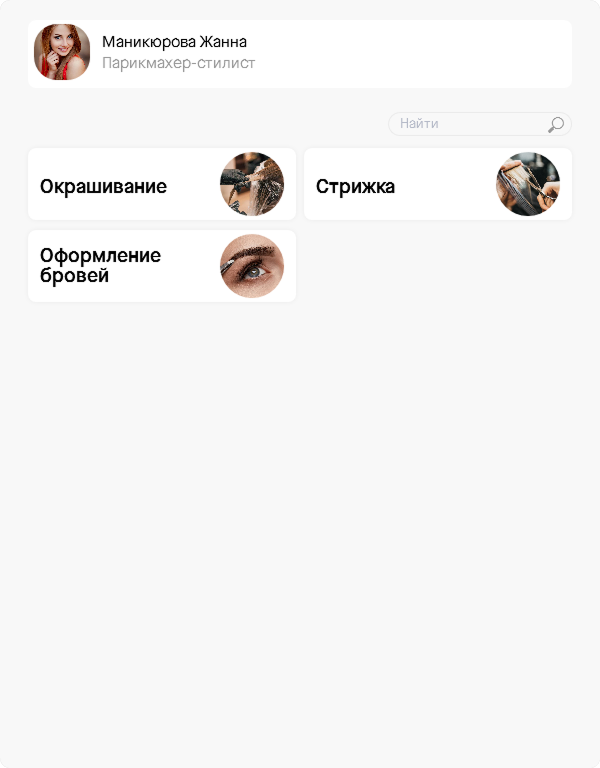 Маникюрова Жанна
Парикмахер-стилист
Найти
Окрашивание
Стрижка
Оформление
бровей